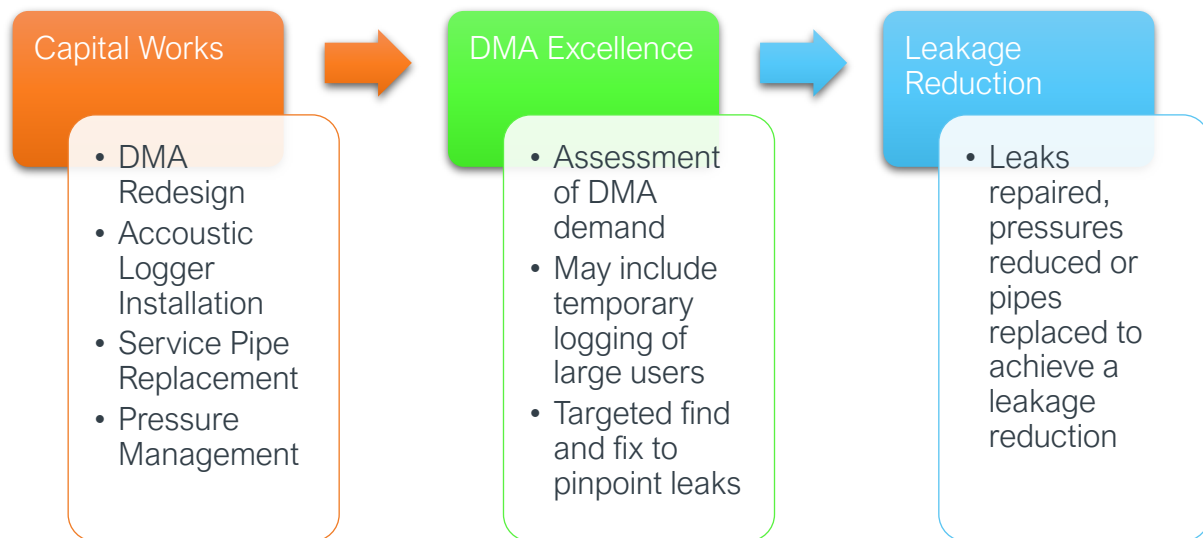 Capital Works
• DMA
Redesign
• Accoustic
Logger
Installation
• Service Pipe
Replacement
• Pressure
Management
DMA Excellence
• Assessment
of DMA
demand
• May include
temporary
logging of
large users
• Targeted find
and fix to
pinpoint leaks
Leakage
Reduction
• Leaks
repaired,
pressures
reduced or
pipes
replaced to
achieve a
leakage
reduction